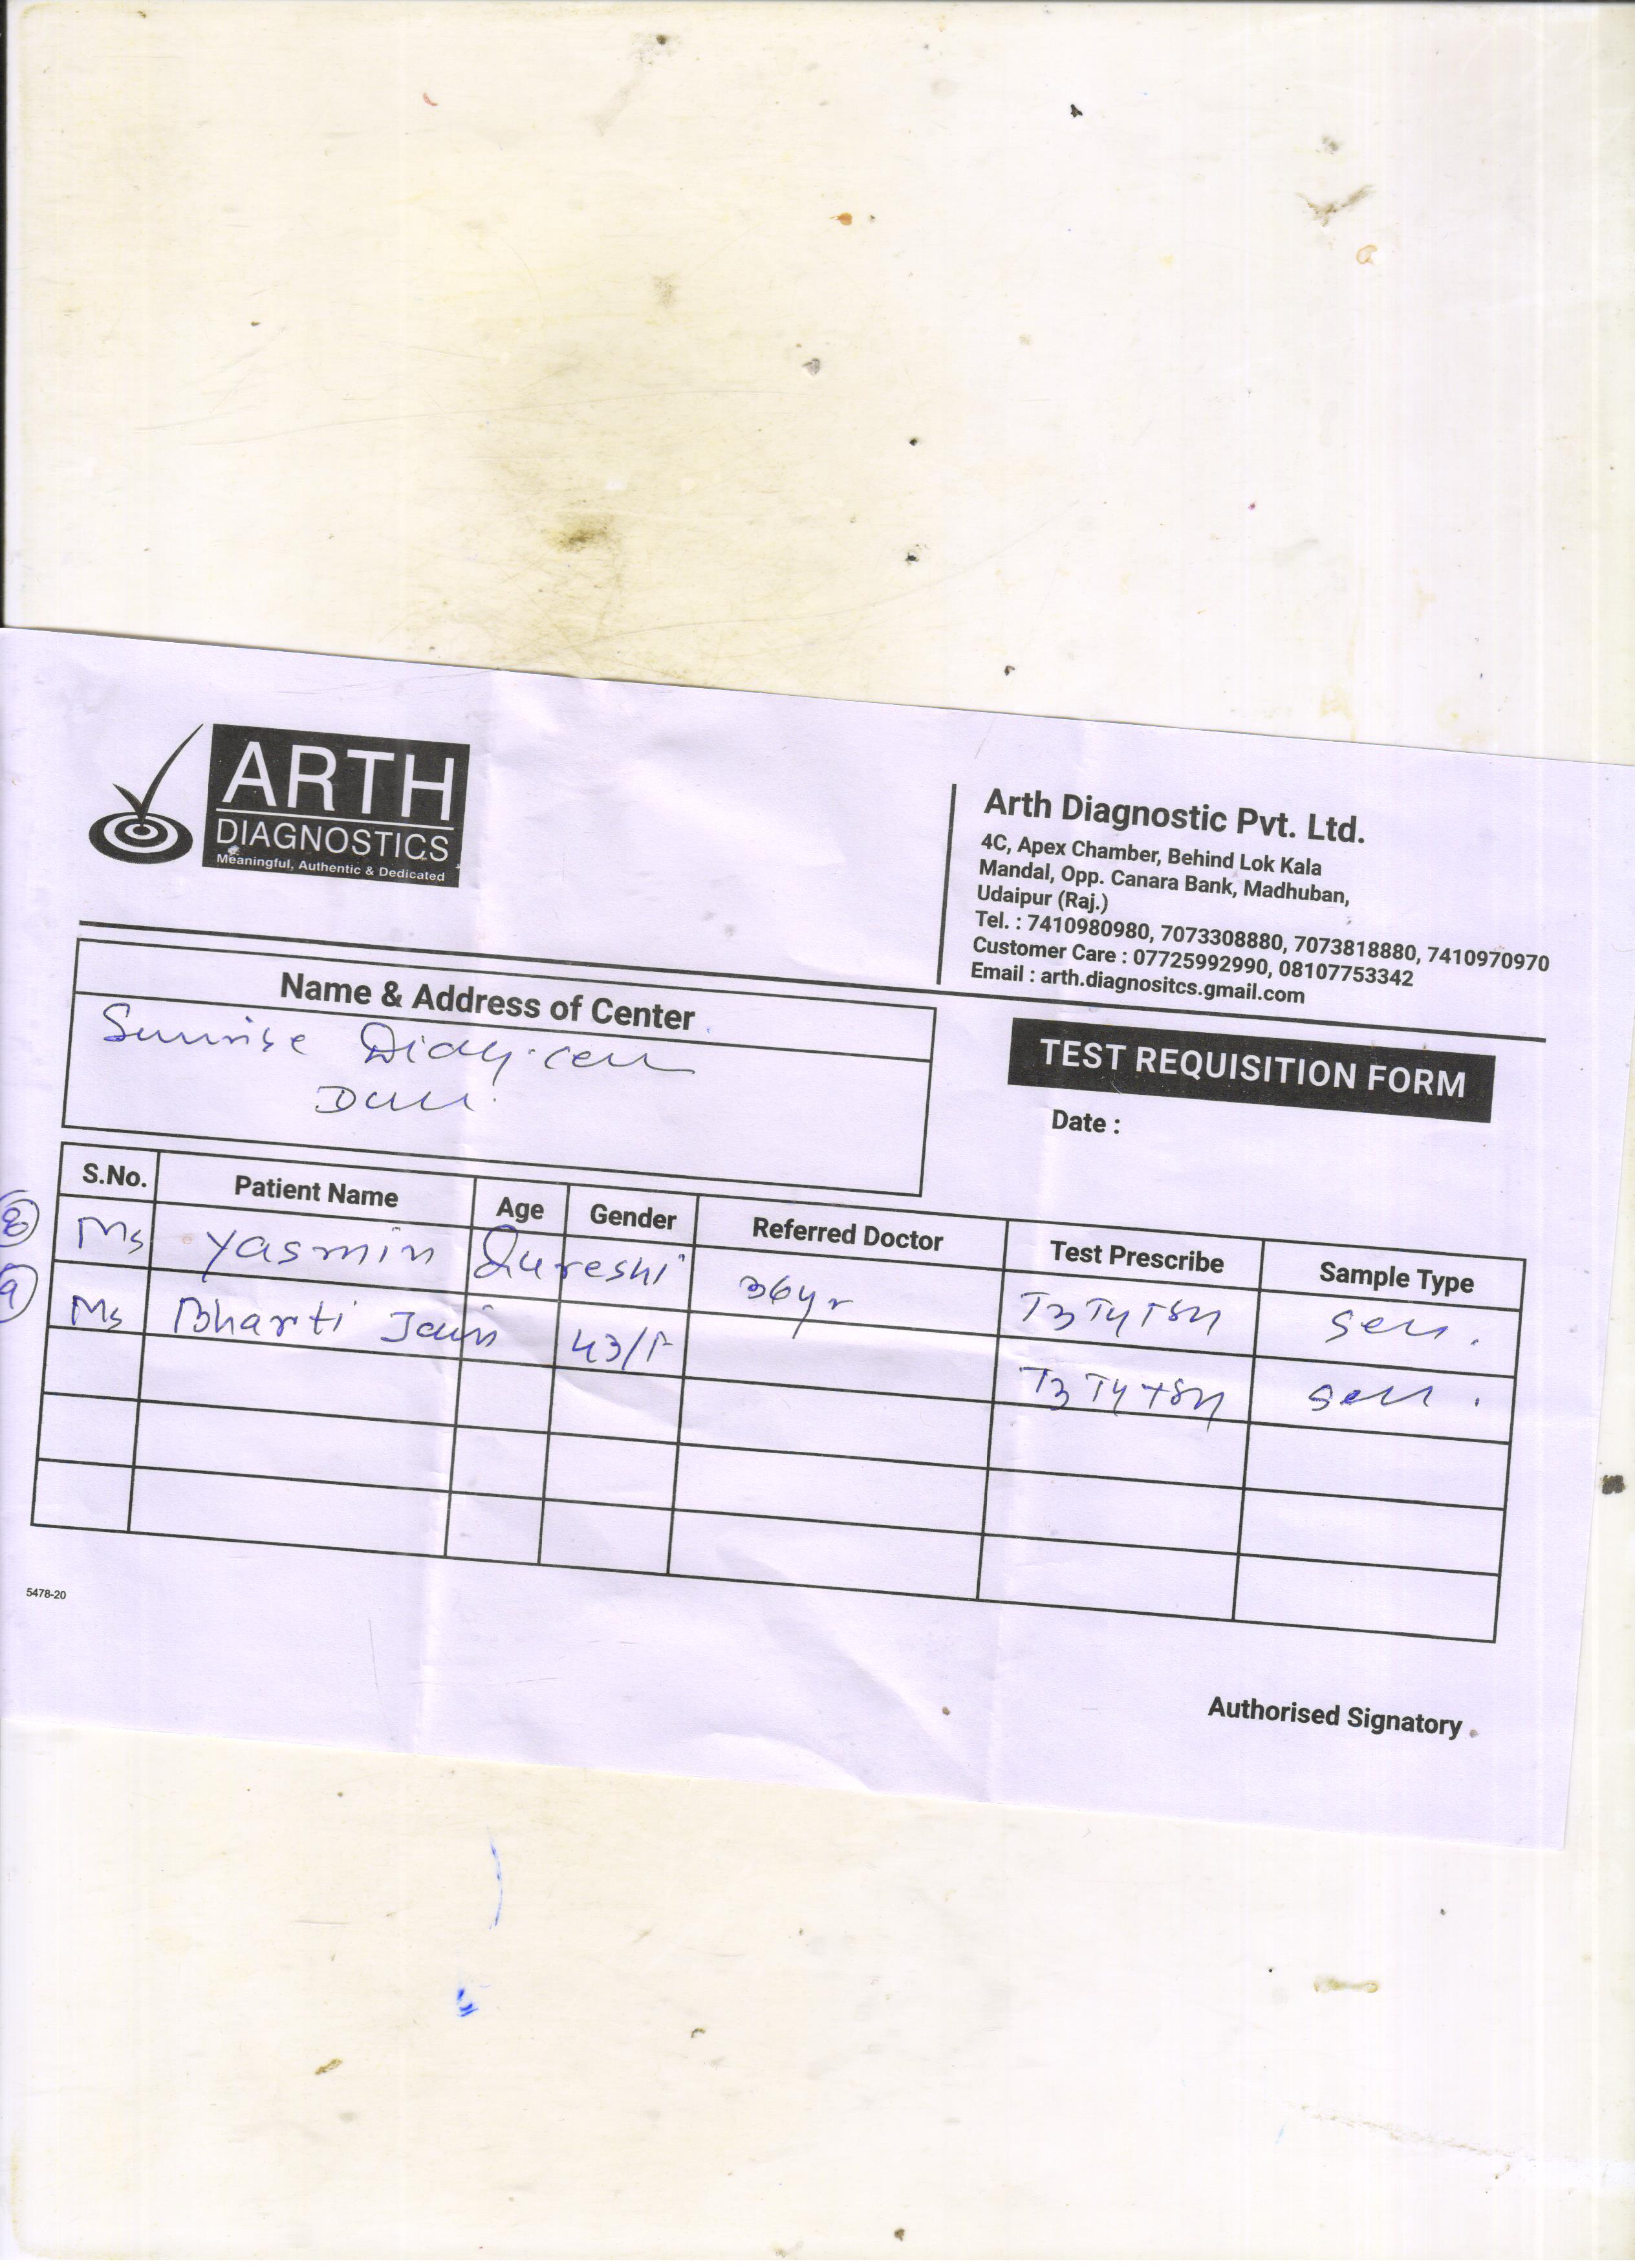 ARTH
DIAGNOSTICS
Meaningful, Authentic & Dedicated
Arth Diagnostic Pvt. Ltd.
4C, Apex Chamber, Behind Lok Kala
Mandal, Opp. Canara Bank, Madhuban,
Udaipur (Raj.)
Tel. : 7410980980, 7073308880, 7073818880, 7410970970
Customer Care : 07725992990, 08107753342
Email : arth.diagnositcs.gmail.com
Name & Address of Center
Sunrise
TEST REQUISITION FORM
Date :
S.No. Patient Name Age Gender Referred Doctor Test Prescribe Sample Type
8 Ms Yasmin Qureshi 36yr T3 T4 TSH
9 Ms Bharti Jain 43/F T3 T4 TSH
5478-20
Authorised Signatory